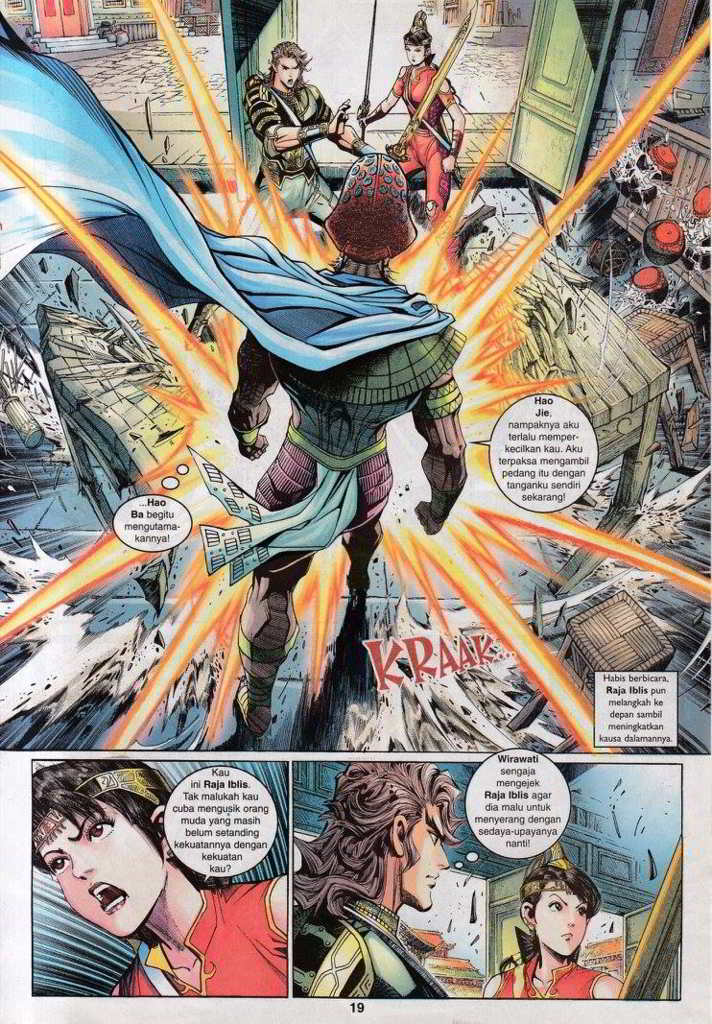 Hao
Jie,
nampaknya aku
terlalu memper-
kecilkan kau. Aku
terpaksa mengambil
pedang itu dengan
tanganku sendiri
sekarang!
...Hao
Ba begitu
mengutama-
kannya!
KRAAK...
Habis berbicara,
Raja Iblis pun
melangkah ke
depan sambil
meningkatkan
kausa dalamannya.
Kau
ini Raja Iblis.
Tak malukah kau
cuba mengusik orang
muda yang masih
belum setanding
kekuatannya dengan
kekuatan
kau?
Wirawati
sengaja
mengejek
Raja Iblis agar
dia malu untuk
menyerang dengan
sedaya-upayanya
nanti!
19